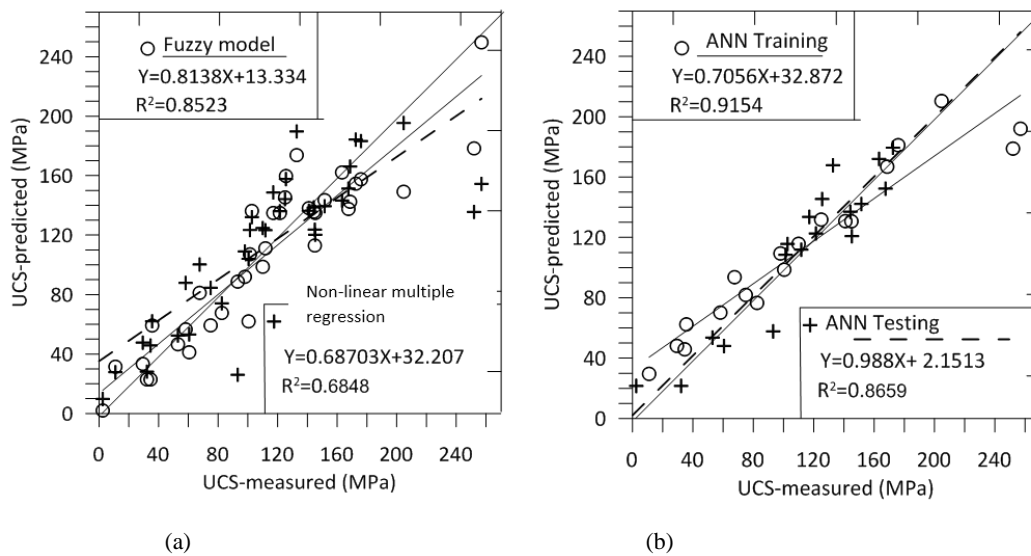 Fuzzy model
Y=0.8138X+13.334
R²=0.8523
Non-linear multiple
regression
Y=0.68703X+32.207
R²=0.6848
240
200
160
120
80
40
0
UCS-predicted (MPa)
0 40 80 120 160 200 240
UCS-measured (MPa)
(a)
ANN Training
Y=0.7056X+32.872
R²=0.9154
ANN Testing
Y=0.988X+ 2.1513
R²=0.8659
240
200
160
120
80
40
0
UCS-predicted (MPa)
0 40 80 120 160 200 240
UCS-measured (MPa)
(b)